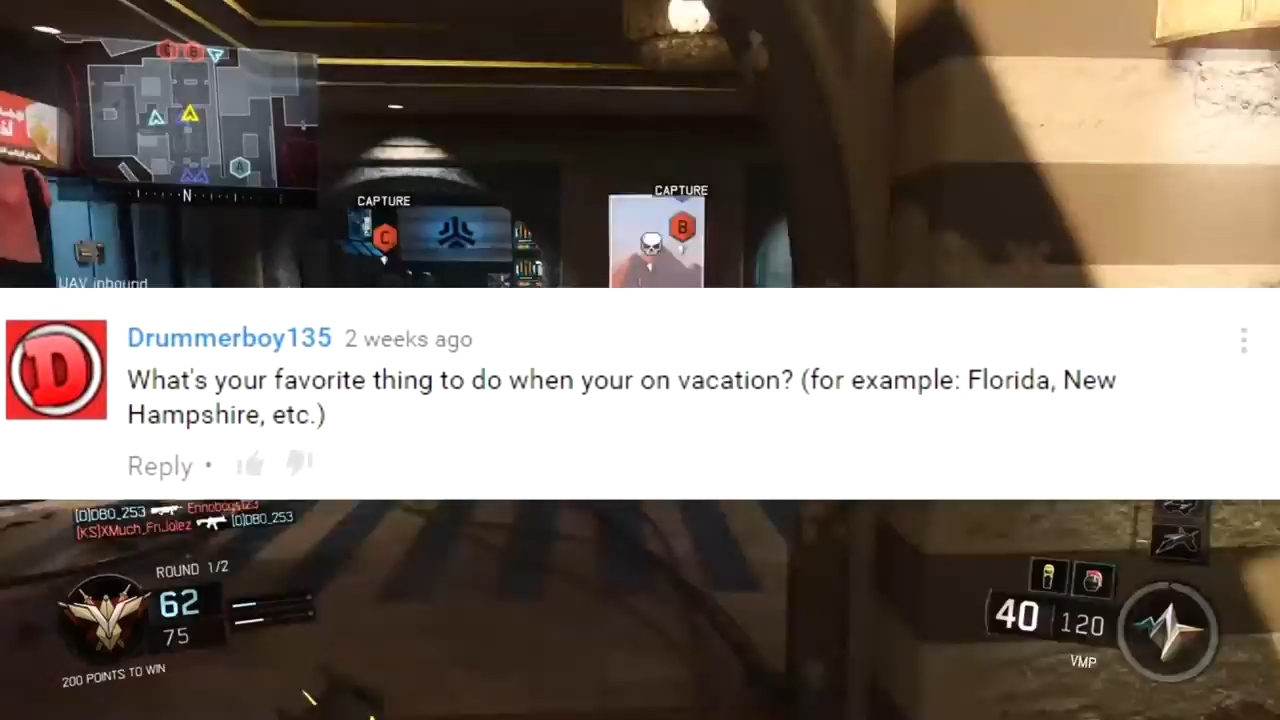 C B
A
N
CAPTURE
CAPTURE
C
B
UAV inbound
D
Drummerboy135 2 weeks ago
What's your favorite thing to do when your on vacation? (for example: Florida, New
Hampshire, etc.)
Reply •
[D]DBO_253
[D]DBO_253
ROUND 1/2
62
75
200 POINTS TO WIN
40 120
VMP